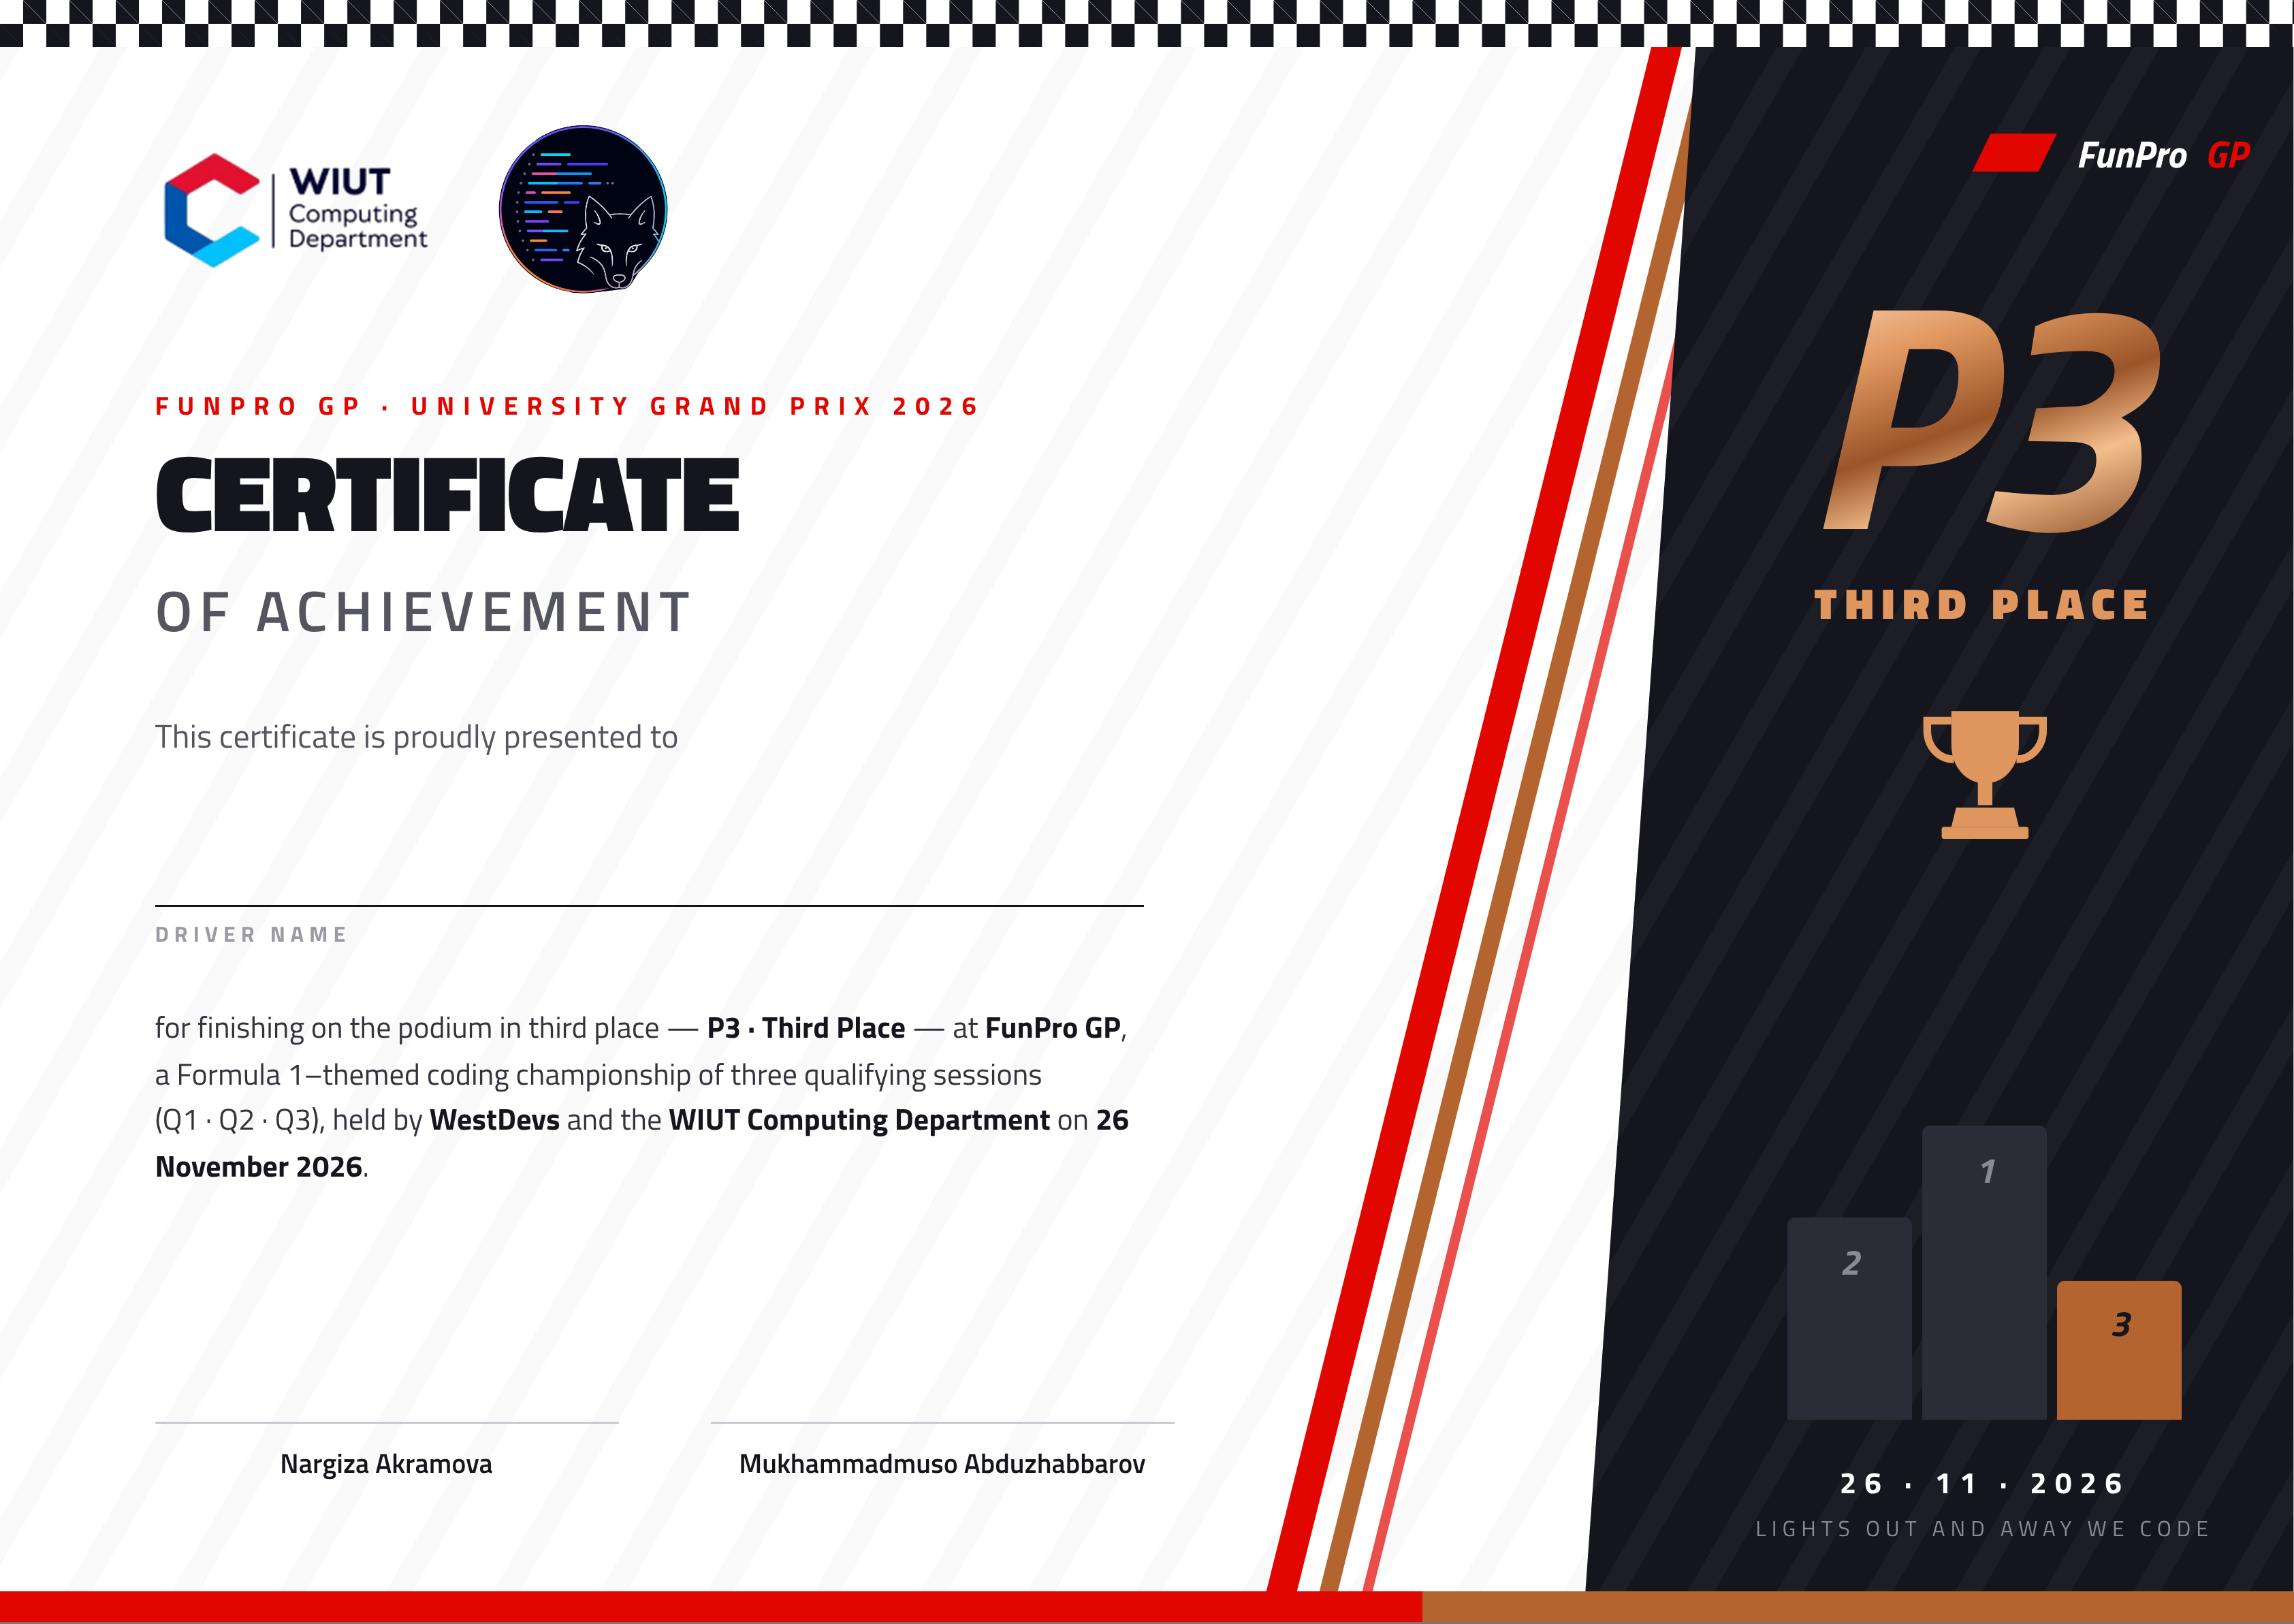 WIUT
Computing
Department
FunPro GP
FUNPRO GP · UNIVERSITY GRAND PRIX 2026
CERTIFICATE
OF ACHIEVEMENT
P3
THIRD PLACE
This certificate is proudly presented to
DRIVER NAME
for finishing on the podium in third place — P3 · Third Place — at FunPro GP,
a Formula 1–themed coding championship of three qualifying sessions
(Q1 · Q2 · Q3), held by WestDevs and the WIUT Computing Department on 26
November 2026.
1
2
3
Nargiza Akramova
Mukhammadmuso Abduzhabbarov
26 · 11 · 2026
LIGHTS OUT AND AWAY WE CODE